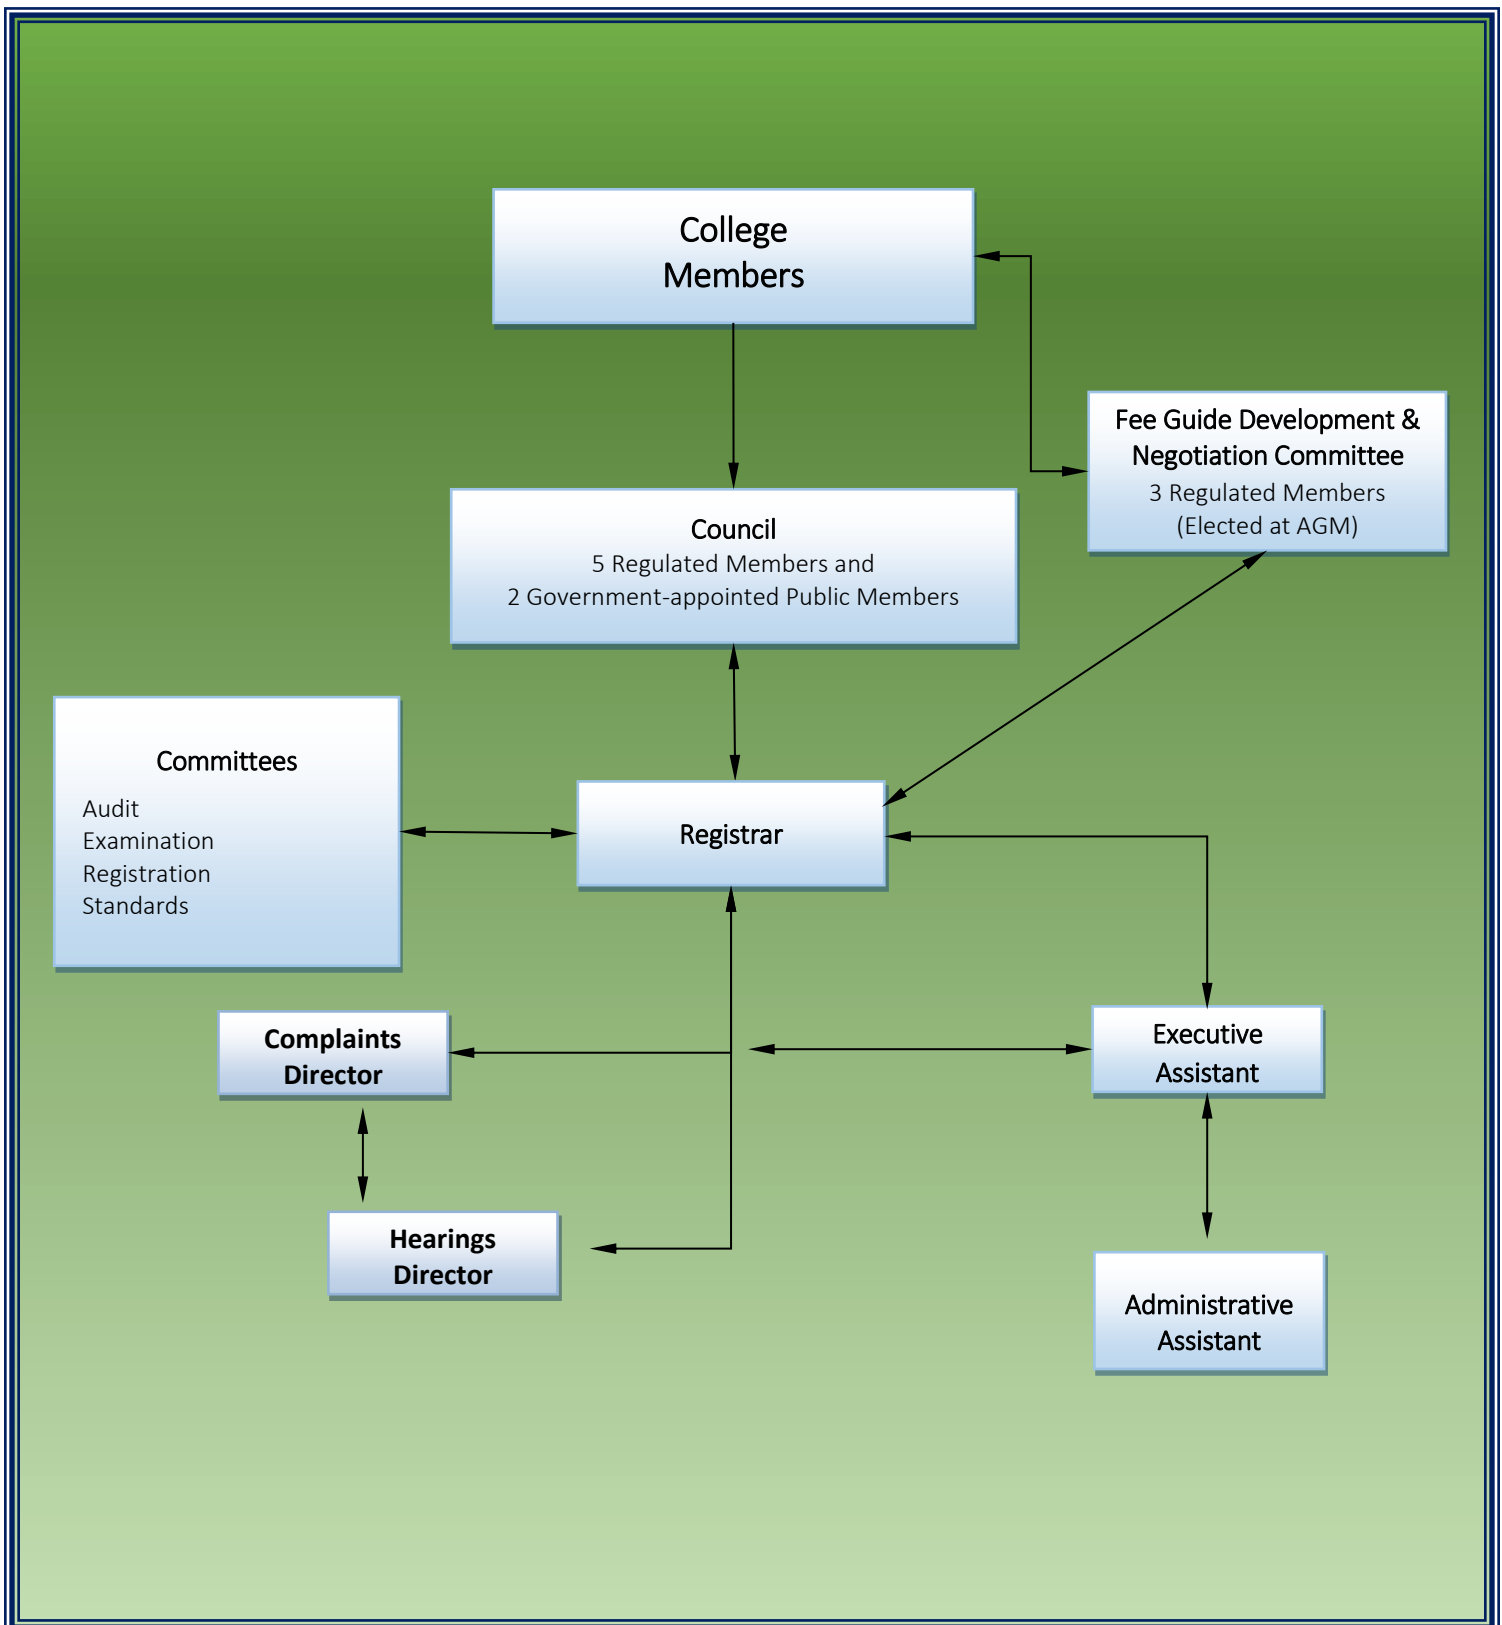 College
Members
Fee Guide Development &
Negotiation Committee
3 Regulated Members
(Elected at AGM)
Council
5 Regulated Members and
2 Government-appointed Public Members
Committees
Audit
Examination
Registration
Standards
Registrar
Complaints
Director
Executive
Assistant
Hearings
Director
Administrative
Assistant